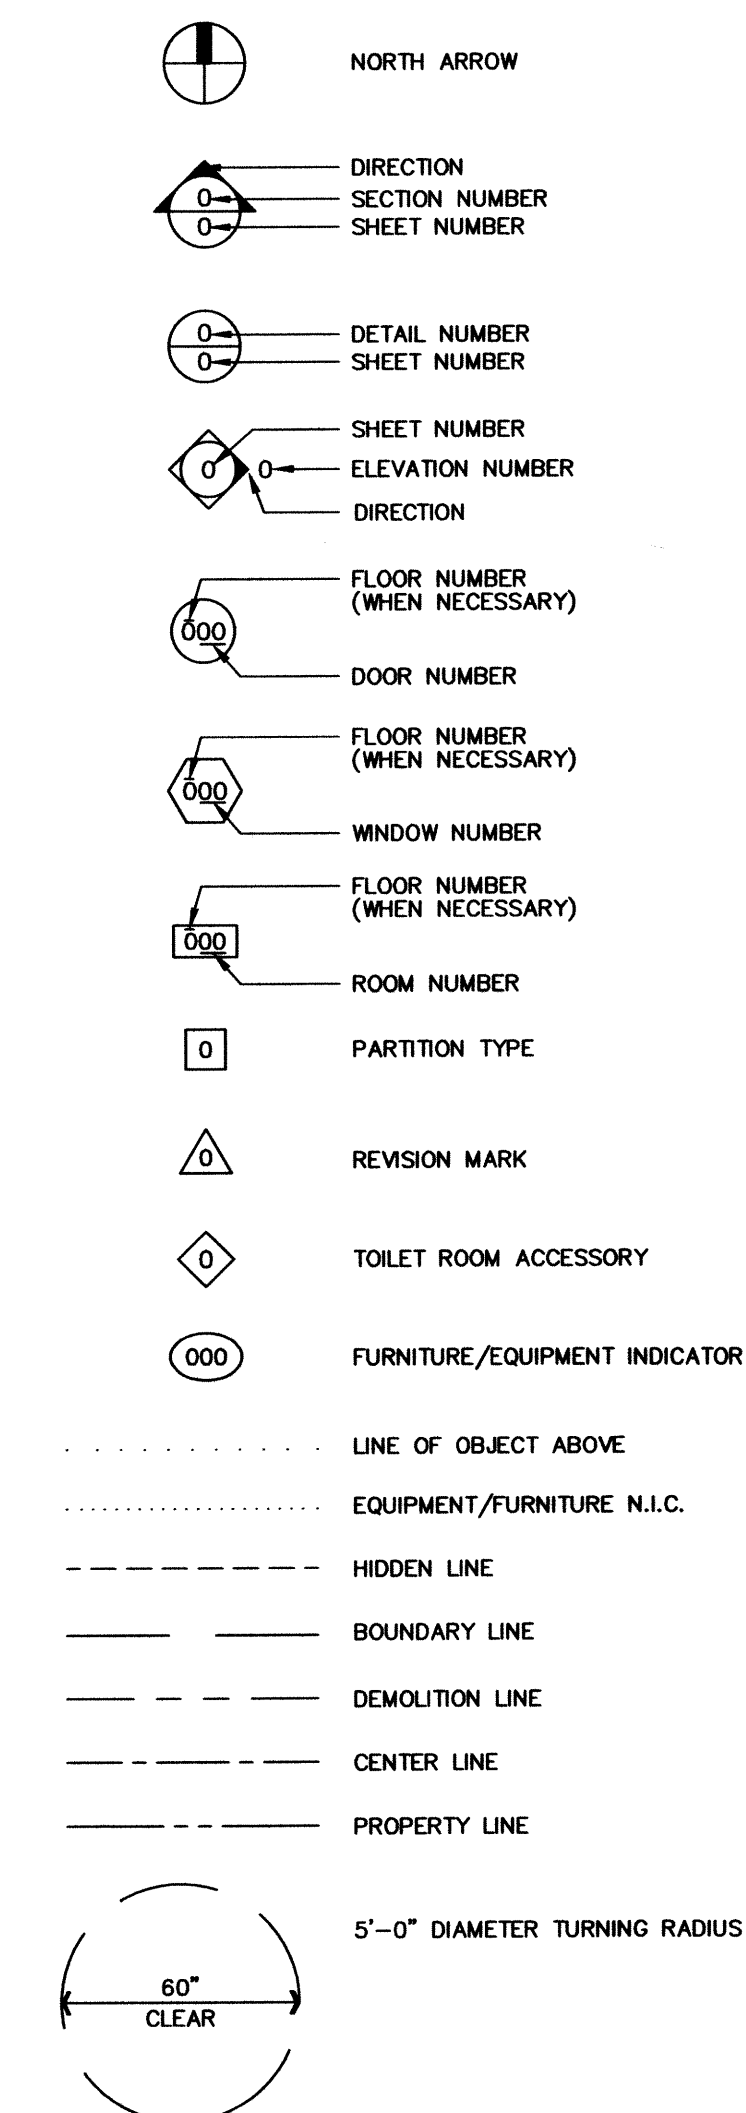 NORTH ARROW
DIRECTION
0 SECTION NUMBER
0 SHEET NUMBER
0 DETAIL NUMBER
0 SHEET NUMBER
SHEET NUMBER
0 0 ELEVATION NUMBER
DIRECTION
FLOOR NUMBER
(WHEN NECESSARY)
000
DOOR NUMBER
FLOOR NUMBER
(WHEN NECESSARY)
000
WINDOW NUMBER
FLOOR NUMBER
(WHEN NECESSARY)
000
ROOM NUMBER
0 PARTITION TYPE
0 REVISION MARK
0 TOILET ROOM ACCESSORY
000 FURNITURE/EQUIPMENT INDICATOR
LINE OF OBJECT ABOVE
EQUIPMENT/FURNITURE N.I.C.
HIDDEN LINE
BOUNDARY LINE
DEMOLITION LINE
CENTER LINE
PROPERTY LINE
5'-0" DIAMETER TURNING RADIUS
60"
CLEAR